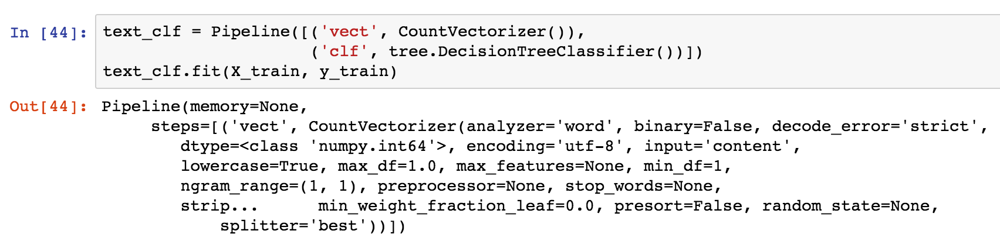 In [44]: text_clf = Pipeline([('vect', CountVectorizer()),
('clf', tree.DecisionTreeClassifier())])
text_clf.fit(X_train, y_train)
Out[44]: Pipeline(memory=None,
steps=[('vect', CountVectorizer(analyzer='word', binary=False, decode_error='strict',
dtype=<class 'numpy.int64'>, encoding='utf-8', input='content',
lowercase=True, max_df=1.0, max_features=None, min_df=1,
ngram_range=(1, 1), preprocessor=None, stop_words=None,
strip... min_weight_fraction_leaf=0.0, presort=False, random_state=None,
splitter='best'))])